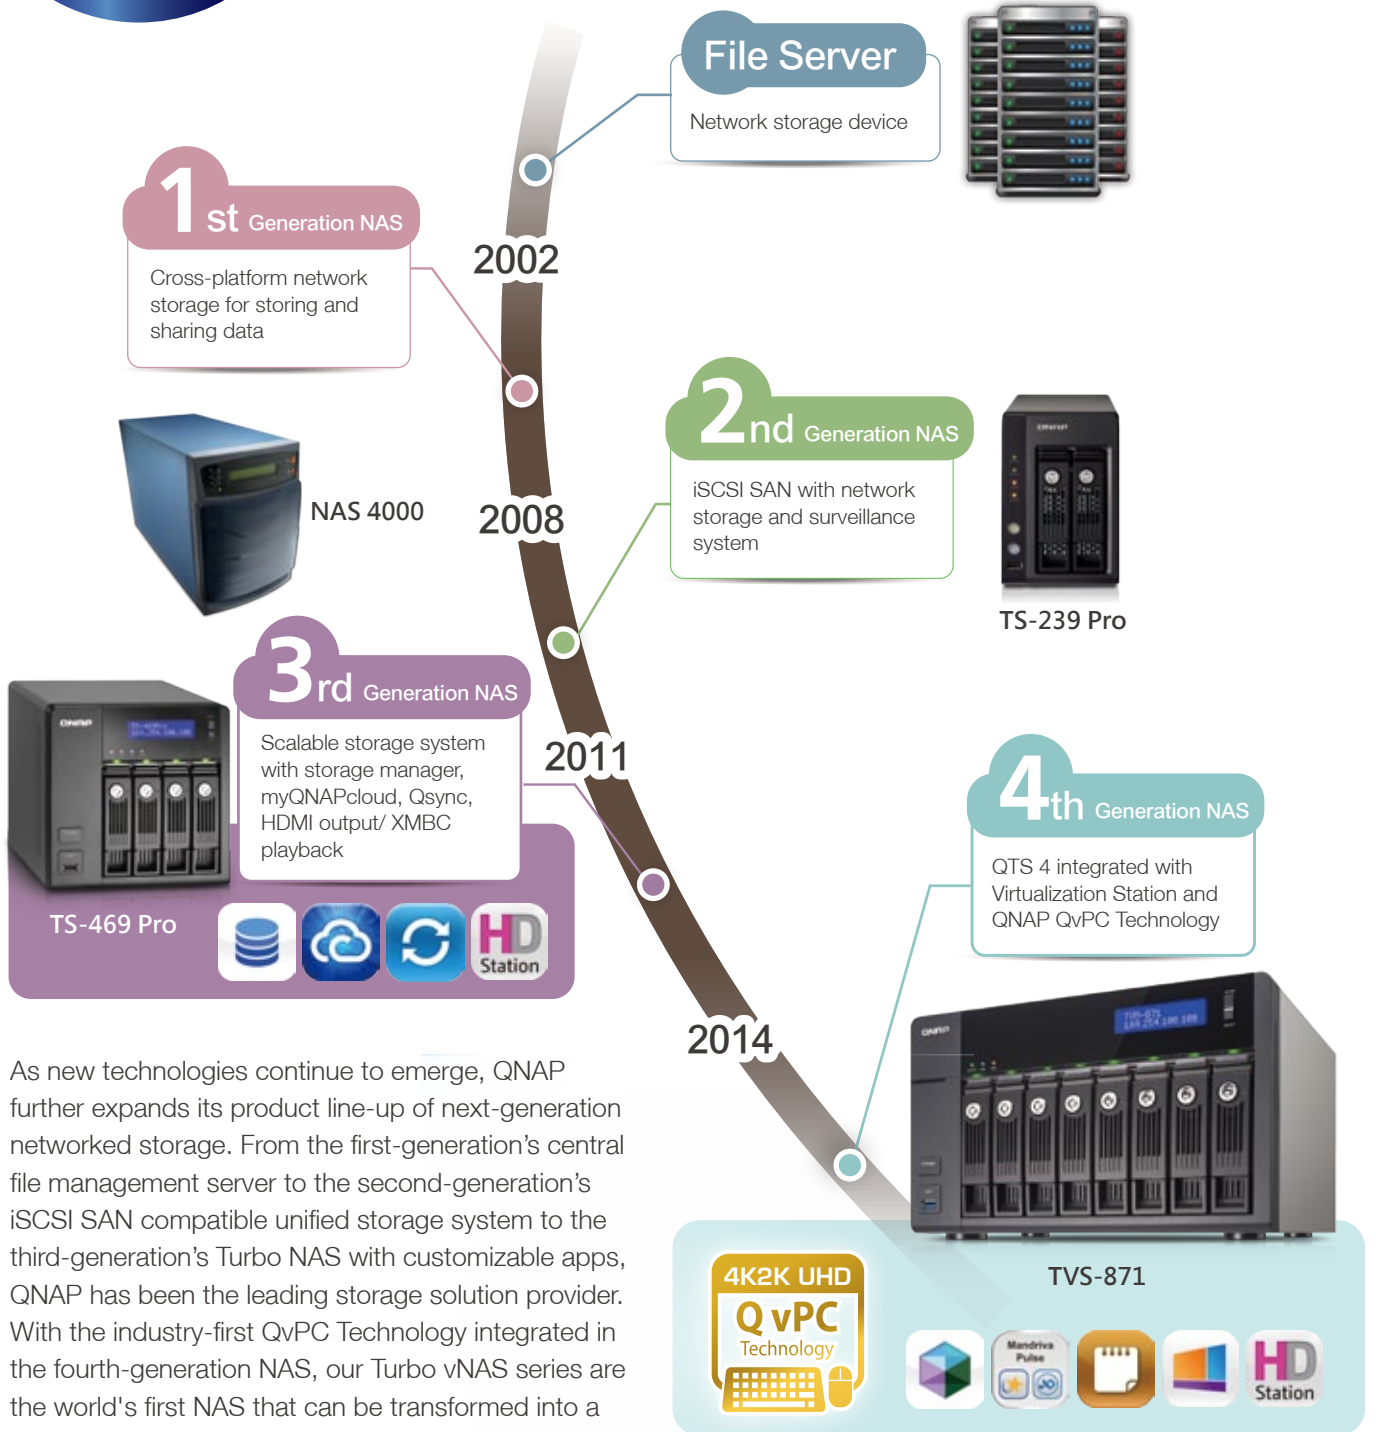 File Server
Network storage device
2002
1st Generation NAS
Cross-platform network
storage for storing and
sharing data
NAS 4000
2008
2nd Generation NAS
iSCSI SAN with network
storage and surveillance
system
TS-239 Pro
3rd Generation NAS
Scalable storage system
with storage manager,
myQNAPcloud, Qsync,
HDMI output/ XMBC
playback
QNAP
TS-469 Pro
HD
Station
2011
4th Generation NAS
QTS 4 integrated with
Virtualization Station and
QNAP QvPC Technology
2014
QNAP
TVS-871
TVS-871
4K2K UHD
QvPC
Technology
Mandriva
Pulse
HD
Station
As new technologies continue to emerge, QNAP
further expands its product line-up of next-generation
networked storage. From the first-generation’s central
file management server to the second-generation’s
iSCSI SAN compatible unified storage system to the
third-generation’s Turbo NAS with customizable apps,
QNAP has been the leading storage solution provider.
With the industry-first QvPC Technology integrated in
the fourth-generation NAS, our Turbo vNAS series are
the world's first NAS that can be transformed into a